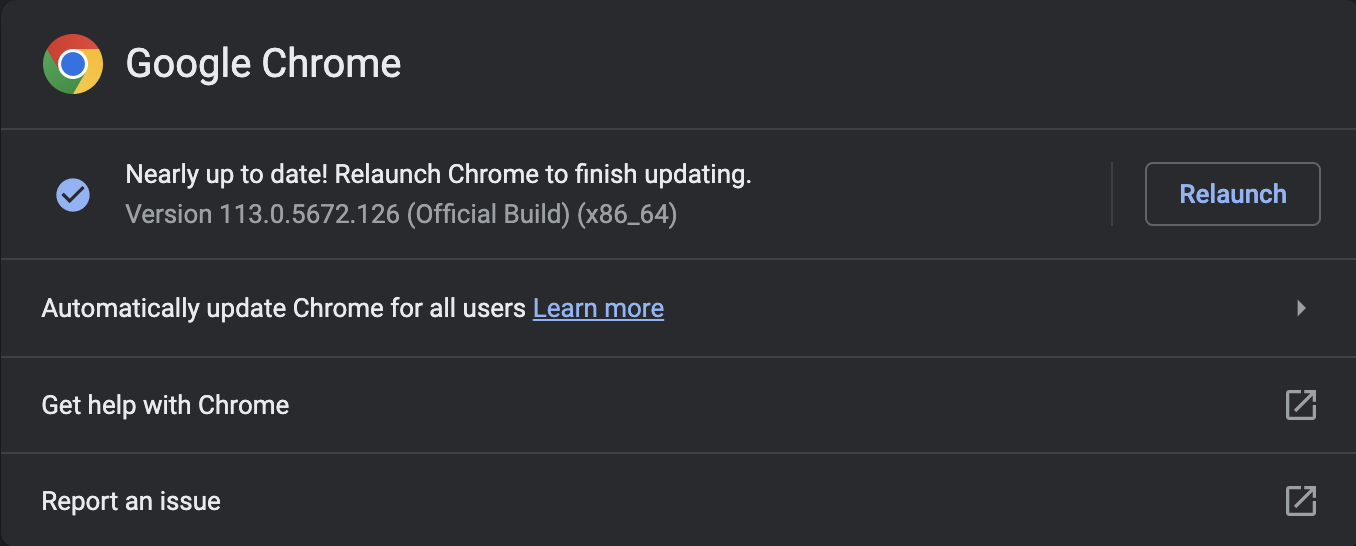 Google Chrome
Nearly up to date! Relaunch Chrome to finish updating.
Version 113.0.5672.126 (Official Build) (x86_64)
Relaunch
Automatically update Chrome for all users Learn more
Get help with Chrome
Report an issue